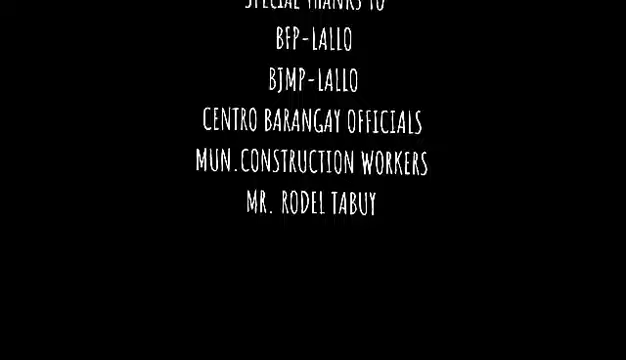 SPECIAL THANKS TO
BFP-LALLO
BJMP-LALLO
CENTRO BARANGAY OFFICIALS
MUN.CONSTRUCTION WORKERS
MR. RODEL TABUY